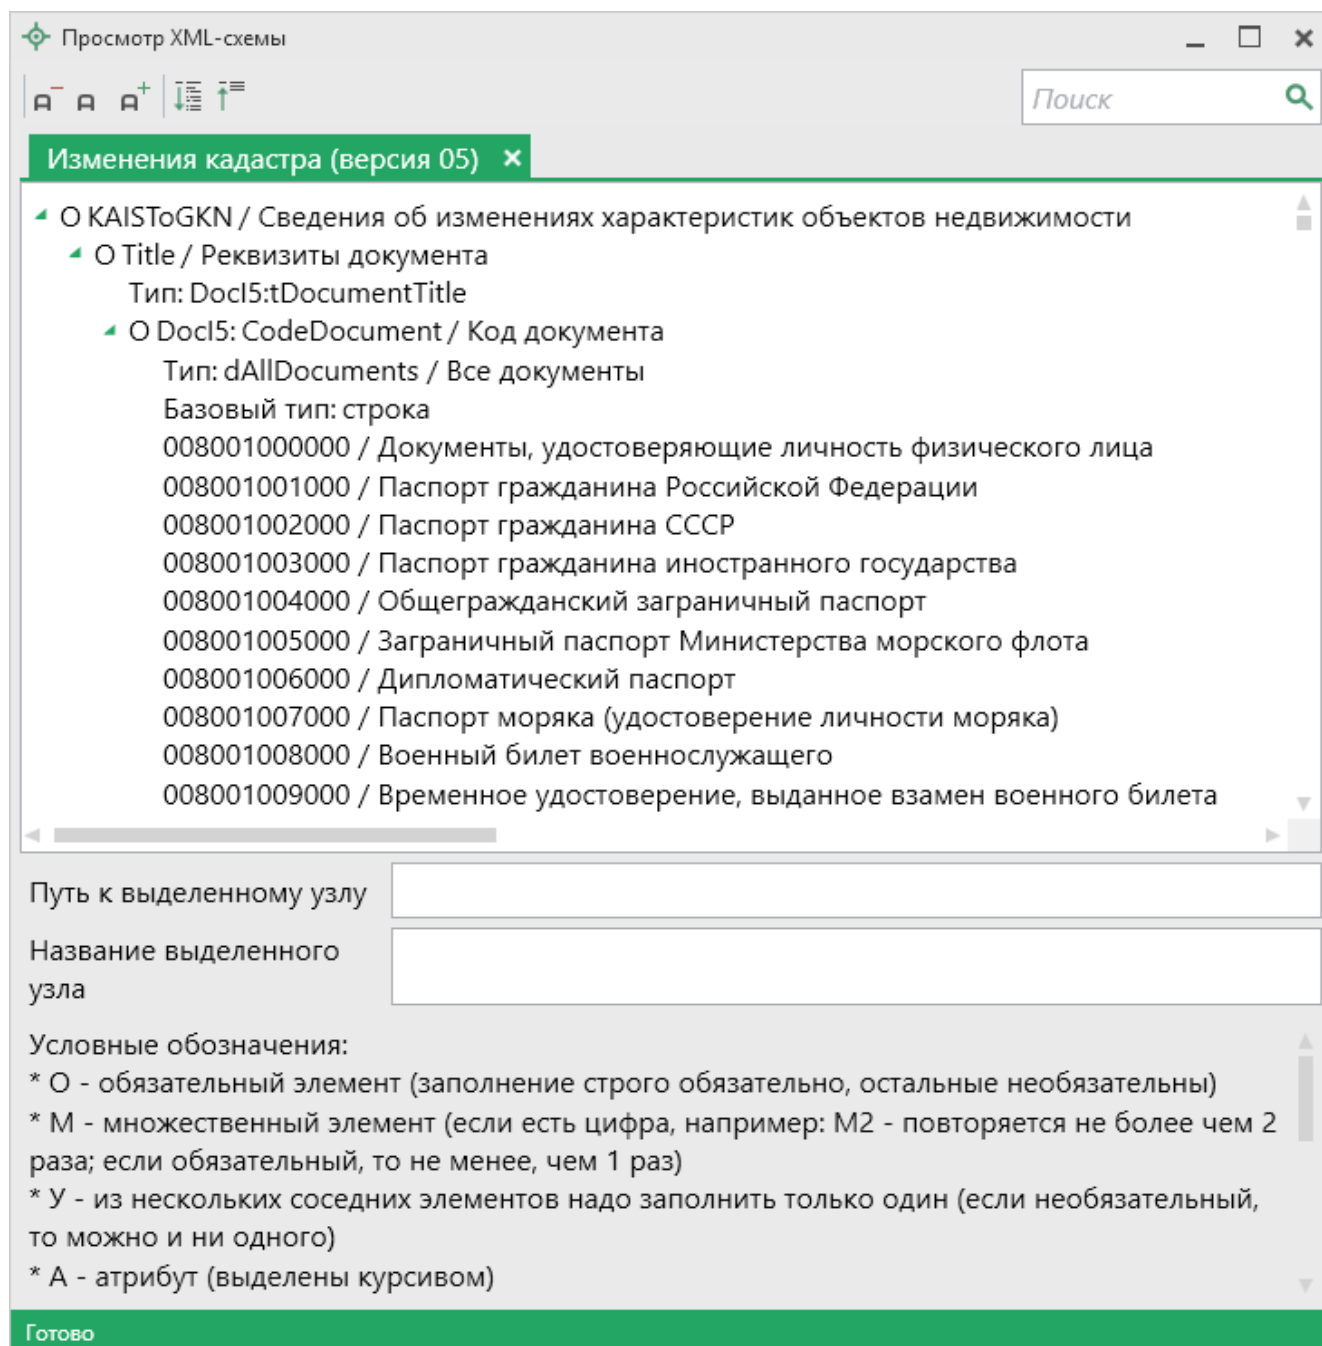 Просмотр XML-схемы
Поиск
Изменения кадастра (версия 05)
О KAISToGKN / Сведения об изменениях характеристик объектов недвижимости
О Title / Реквизиты документа
Тип: DocI5:tDocumentTitle
О DocI5: CodeDocument / Код документа
Тип: dAllDocuments / Все документы
Базовый тип: строка
008001000000 / Документы, удостоверяющие личность физического лица
008001001000 / Паспорт гражданина Российской Федерации
008001002000 / Паспорт гражданина СССР
008001003000 / Паспорт гражданина иностранного государства
008001004000 / Общегражданский заграничный паспорт
008001005000 / Заграничный паспорт Министерства морского флота
008001006000 / Дипломатический паспорт
008001007000 / Паспорт моряка (удостоверение личности моряка)
008001008000 / Военный билет военнослужащего
008001009000 / Временное удостоверение, выданное взамен военного билета
Путь к выделенному узлу
Название выделенного
узла
Условные обозначения:
* О - обязательный элемент (заполнение строго обязательно, остальные необязательны)
* М - множественный элемент (если есть цифра, например: М2 - повторяется не более чем 2
раза; если обязательный, то не менее, чем 1 раз)
* У - из нескольких соседних элементов надо заполнить только один (если необязательный,
то можно и ни одного)
* А - атрибут (выделены курсивом)
Готово